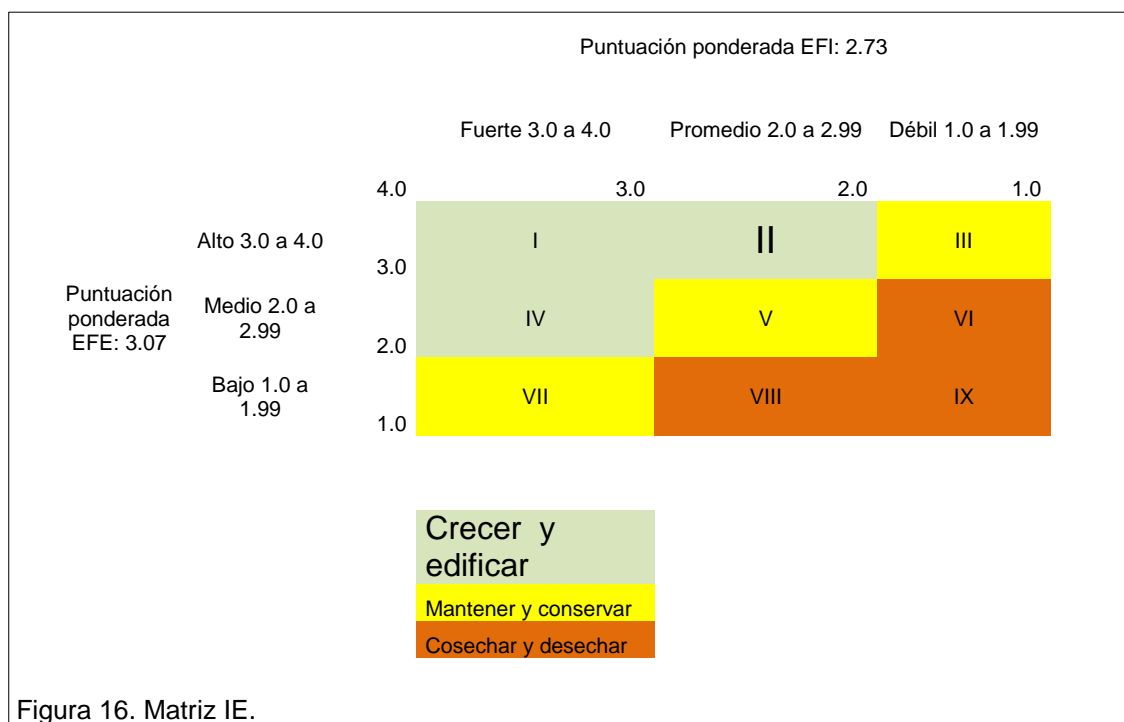 Puntuación ponderada EFI: 2.73
Fuerte 3.0 a 4.0 Promedio 2.0 a 2.99 Débil 1.0 a 1.99
4.0 3.0 2.0 1.0
Alto 3.0 a 4.0 I II III
3.0
Puntuación
ponderada
EFE: 3.07
Medio 2.0 a
2.99
IV V VI
2.0
Bajo 1.0 a
1.99
VII VIII IX
1.0
Crecer y
edificar
Mantener y conservar
Cosechar y desechar
Figura 16. Matriz IE.